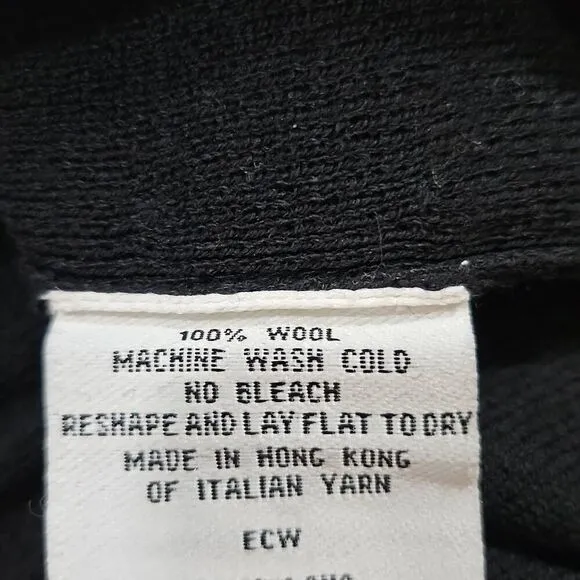 100% WOOL
MACHINE WASH COLD
NO BLEACH
RESHAPE AND LAY FLAT TO DRY
MADE IN HONG KONG
OF ITALIAN YARN
ECW